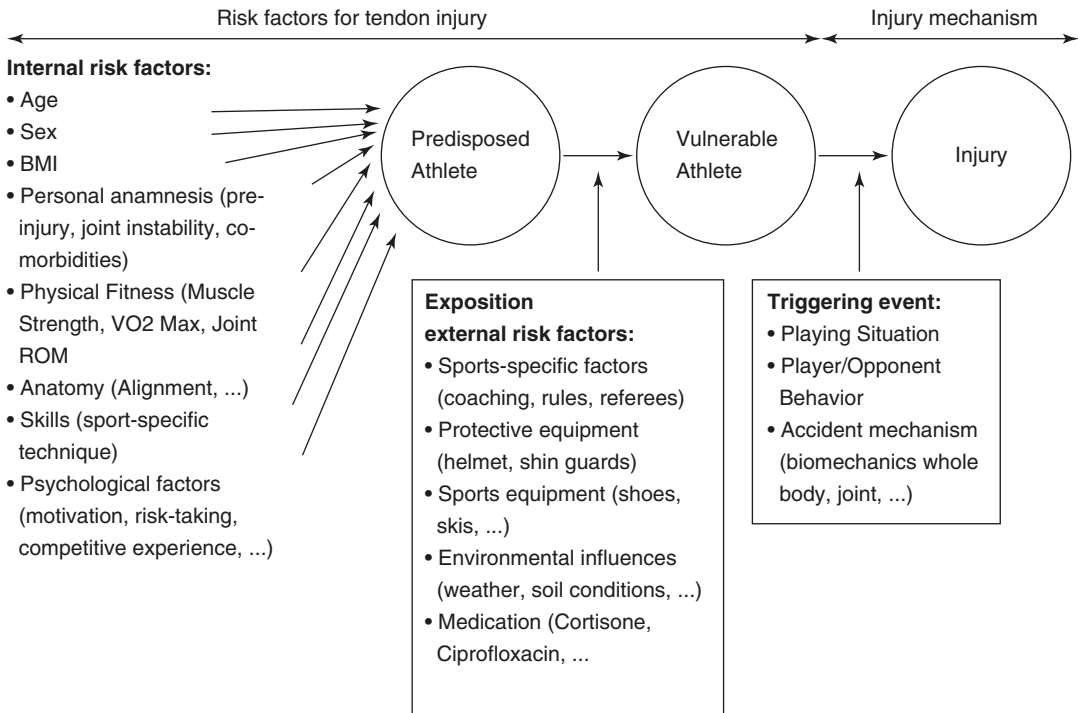 Risk factors for tendon injury
Injury mechanism
Internal risk factors:
• Age
• Sex
• BMI
• Personal anamnesis (pre-
injury, joint instability, co-
morbidities)
• Physical Fitness (Muscle
Strength, VO2 Max, Joint
ROM
• Anatomy (Alignment, ...)
• Skills (sport-specific
technique)
• Psychological factors
(motivation, risk-taking,
competitive experience, ...)
Predisposed
Athlete
Vulnerable
Athlete
Injury
Exposition
external risk factors:
• Sports-specific factors
(coaching, rules, referees)
• Protective equipment
(helmet, shin guards)
• Sports equipment (shoes,
skis, ...)
• Environmental influences
(weather, soil conditions, ...)
• Medication (Cortisone,
Ciprofloxacin, ...
Triggering event:
• Playing Situation
• Player/Opponent
Behavior
• Accident mechanism
(biomechanics whole
body, joint, ...)